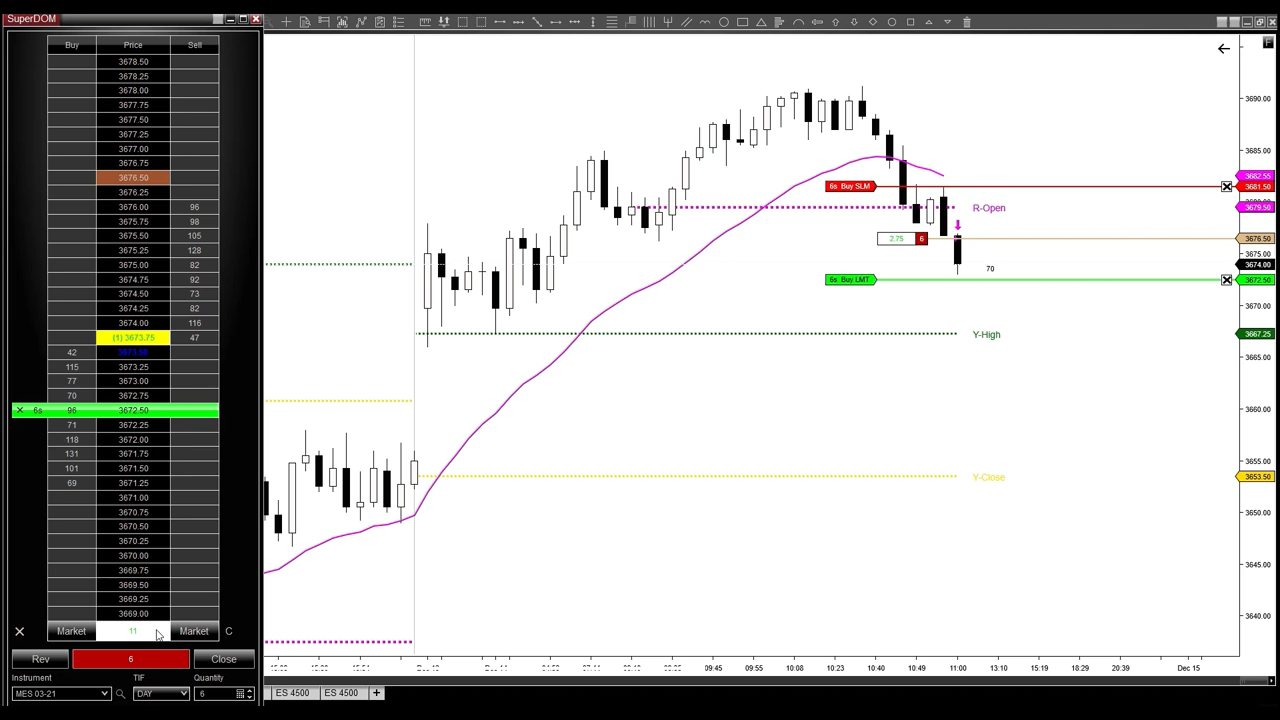 SuperDOM
Buy Price Sell
3678.50
3678.25
3678.00
3677.75
3677.50
3677.25
3677.00
3676.75
3676.50
3676.25
3676.00 96
3675.75 98
3675.50 105
3675.25 128
3675.00 82
3674.75 92
3674.50 73
3674.25 82
3674.00 116
(1) 3673.75 47
42 3673.50
115 3673.25
77 3673.00
70 3672.75
6s 96 3672.50
71 3672.25
118 3672.00
131 3671.75
101 3671.50
69 3671.25
3671.00
3670.75
3670.50
3670.25
3670.00
3669.75
3669.50
3669.25
3669.00
Market 11 Market C
Rev 6 Close
Instrument TIF Quantity
MES 03-21 DAY 6
F
3690.00
3685.00
3682.55
6s Buy SLM 3681.50
R-Open 3679.50
2.75 6 3676.50
3675.00
70 3674.00
6s Buy LMT 3672.50
3670.00
Y-High 3667.25
3665.00
3660.00
3655.00
Y-Close 3653.50
3650.00
3645.00
3640.00
09:45 09:55 10:08 10:23 10:40 10:49 11:00 13:10 15:19 18:29 20:39 Dec 15
ES 4500 ES 4500 +